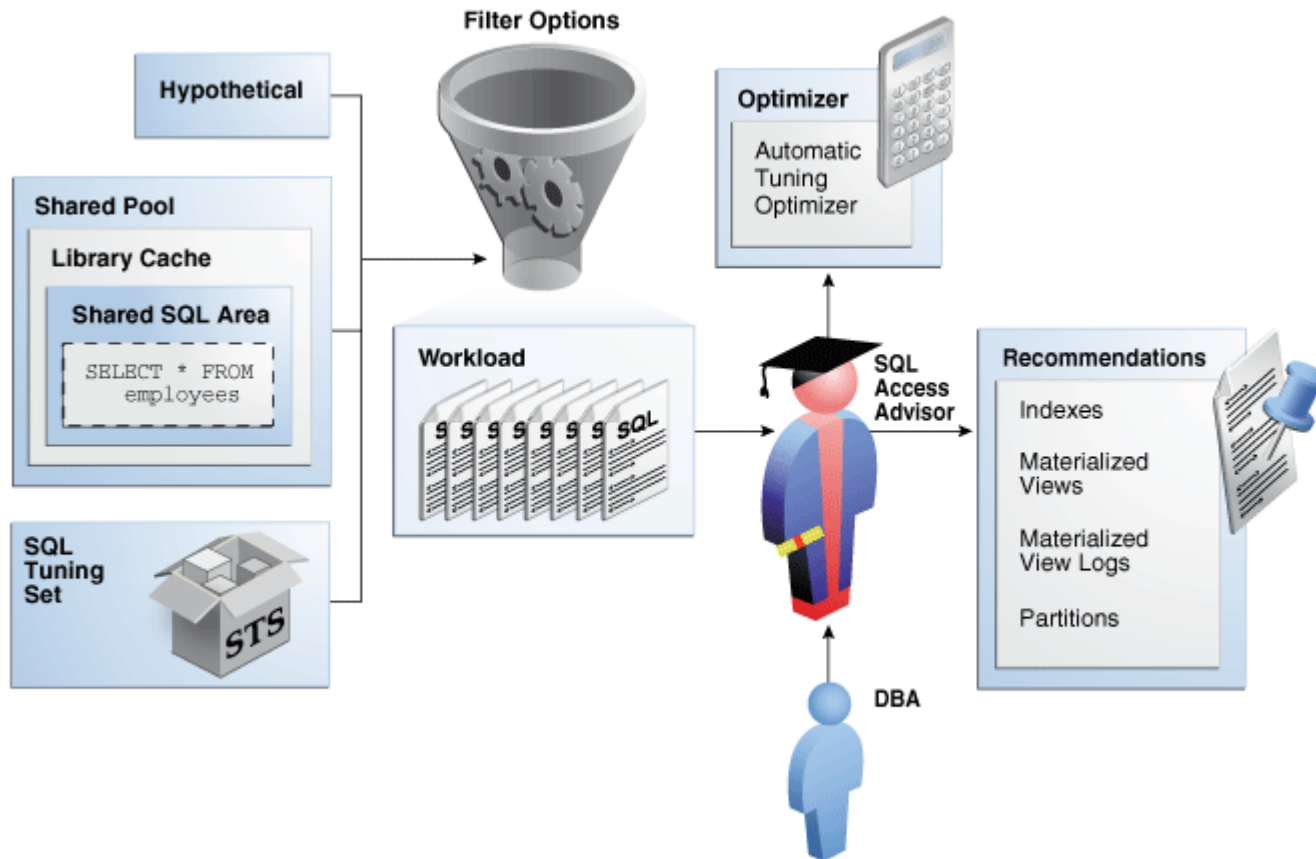 Filter Options
Hypothetical
Shared Pool
Library Cache
Shared SQL Area
SELECT * FROM
employees
SQL
Tuning
Set
STS
Workload
S
S
S
S
S
S
S
SQL
Optimizer
Automatic
Tuning
Optimizer
SQL
Access
Advisor
DBA
Recommendations
Indexes
Materialized
Views
Materialized
View Logs
Partitions